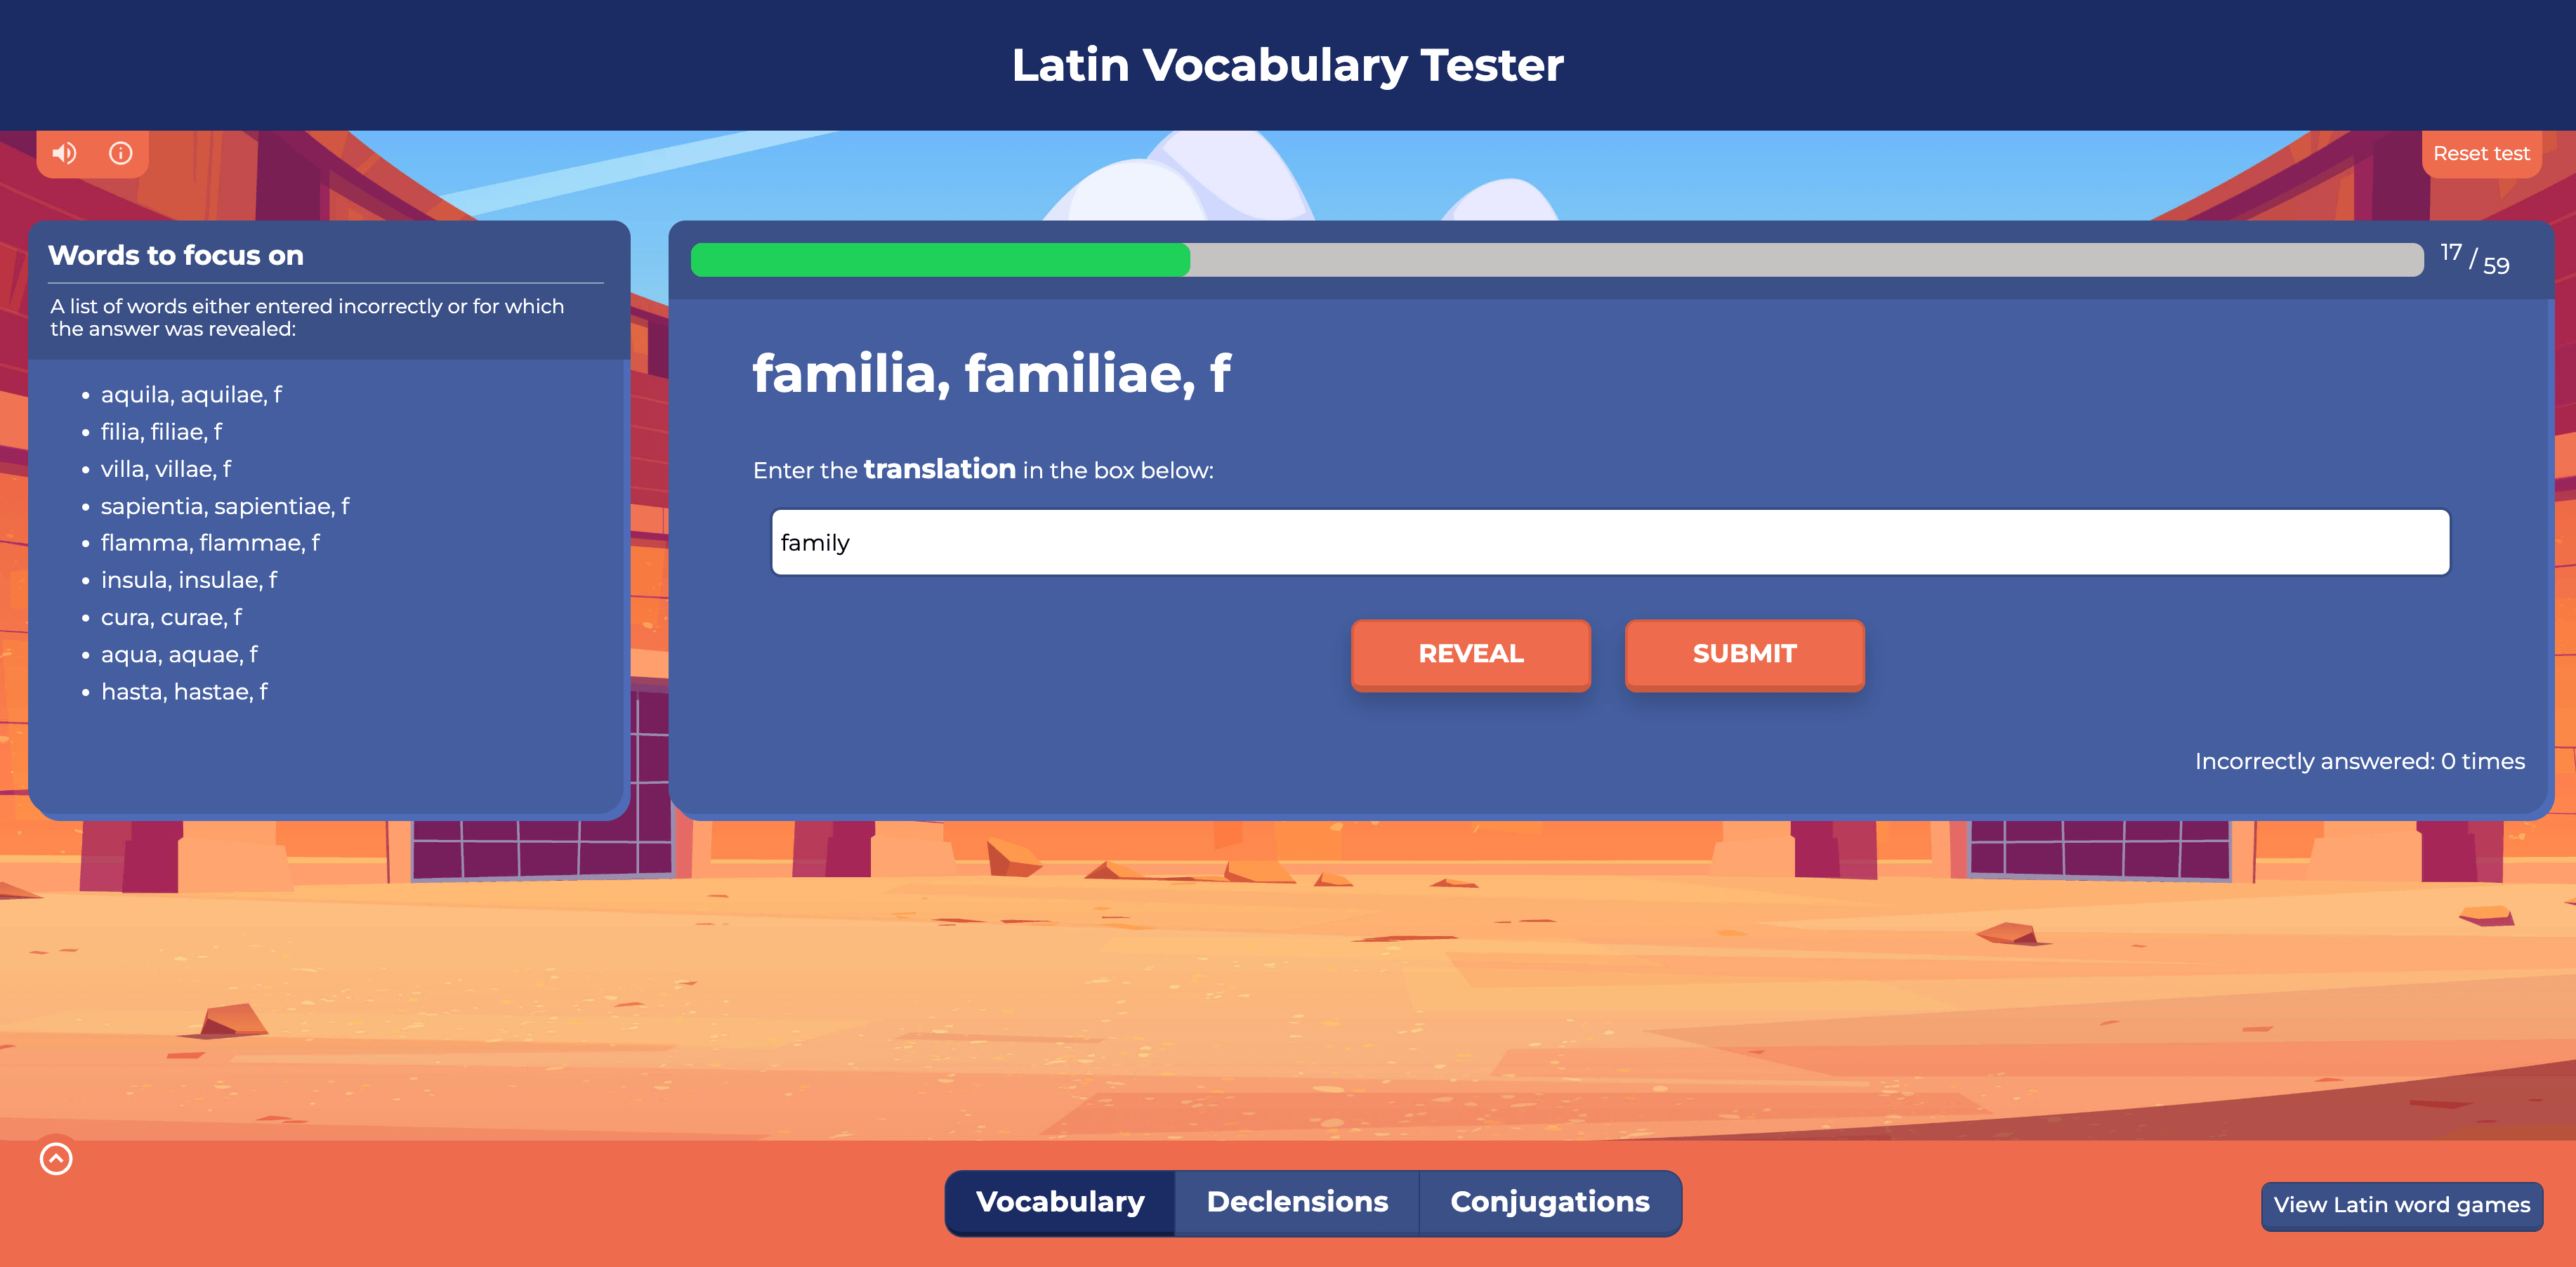 Latin Vocabulary Tester
Reset test
Words to focus on
A list of words either entered incorrectly or for which
the answer was revealed:
• aquila, aquilae, f
• filia, filiae, f
• villa, villae, f
• sapientia, sapientiae, f
• flamma, flammae, f
• insula, insulae, f
• cura, curae, f
• aqua, aquae, f
• hasta, hastae, f
17 / 59
familia, familiae, f
Enter the translation in the box below:
family
REVEAL SUBMIT
Incorrectly answered: 0 times
Vocabulary Declensions Conjugations
View Latin word games